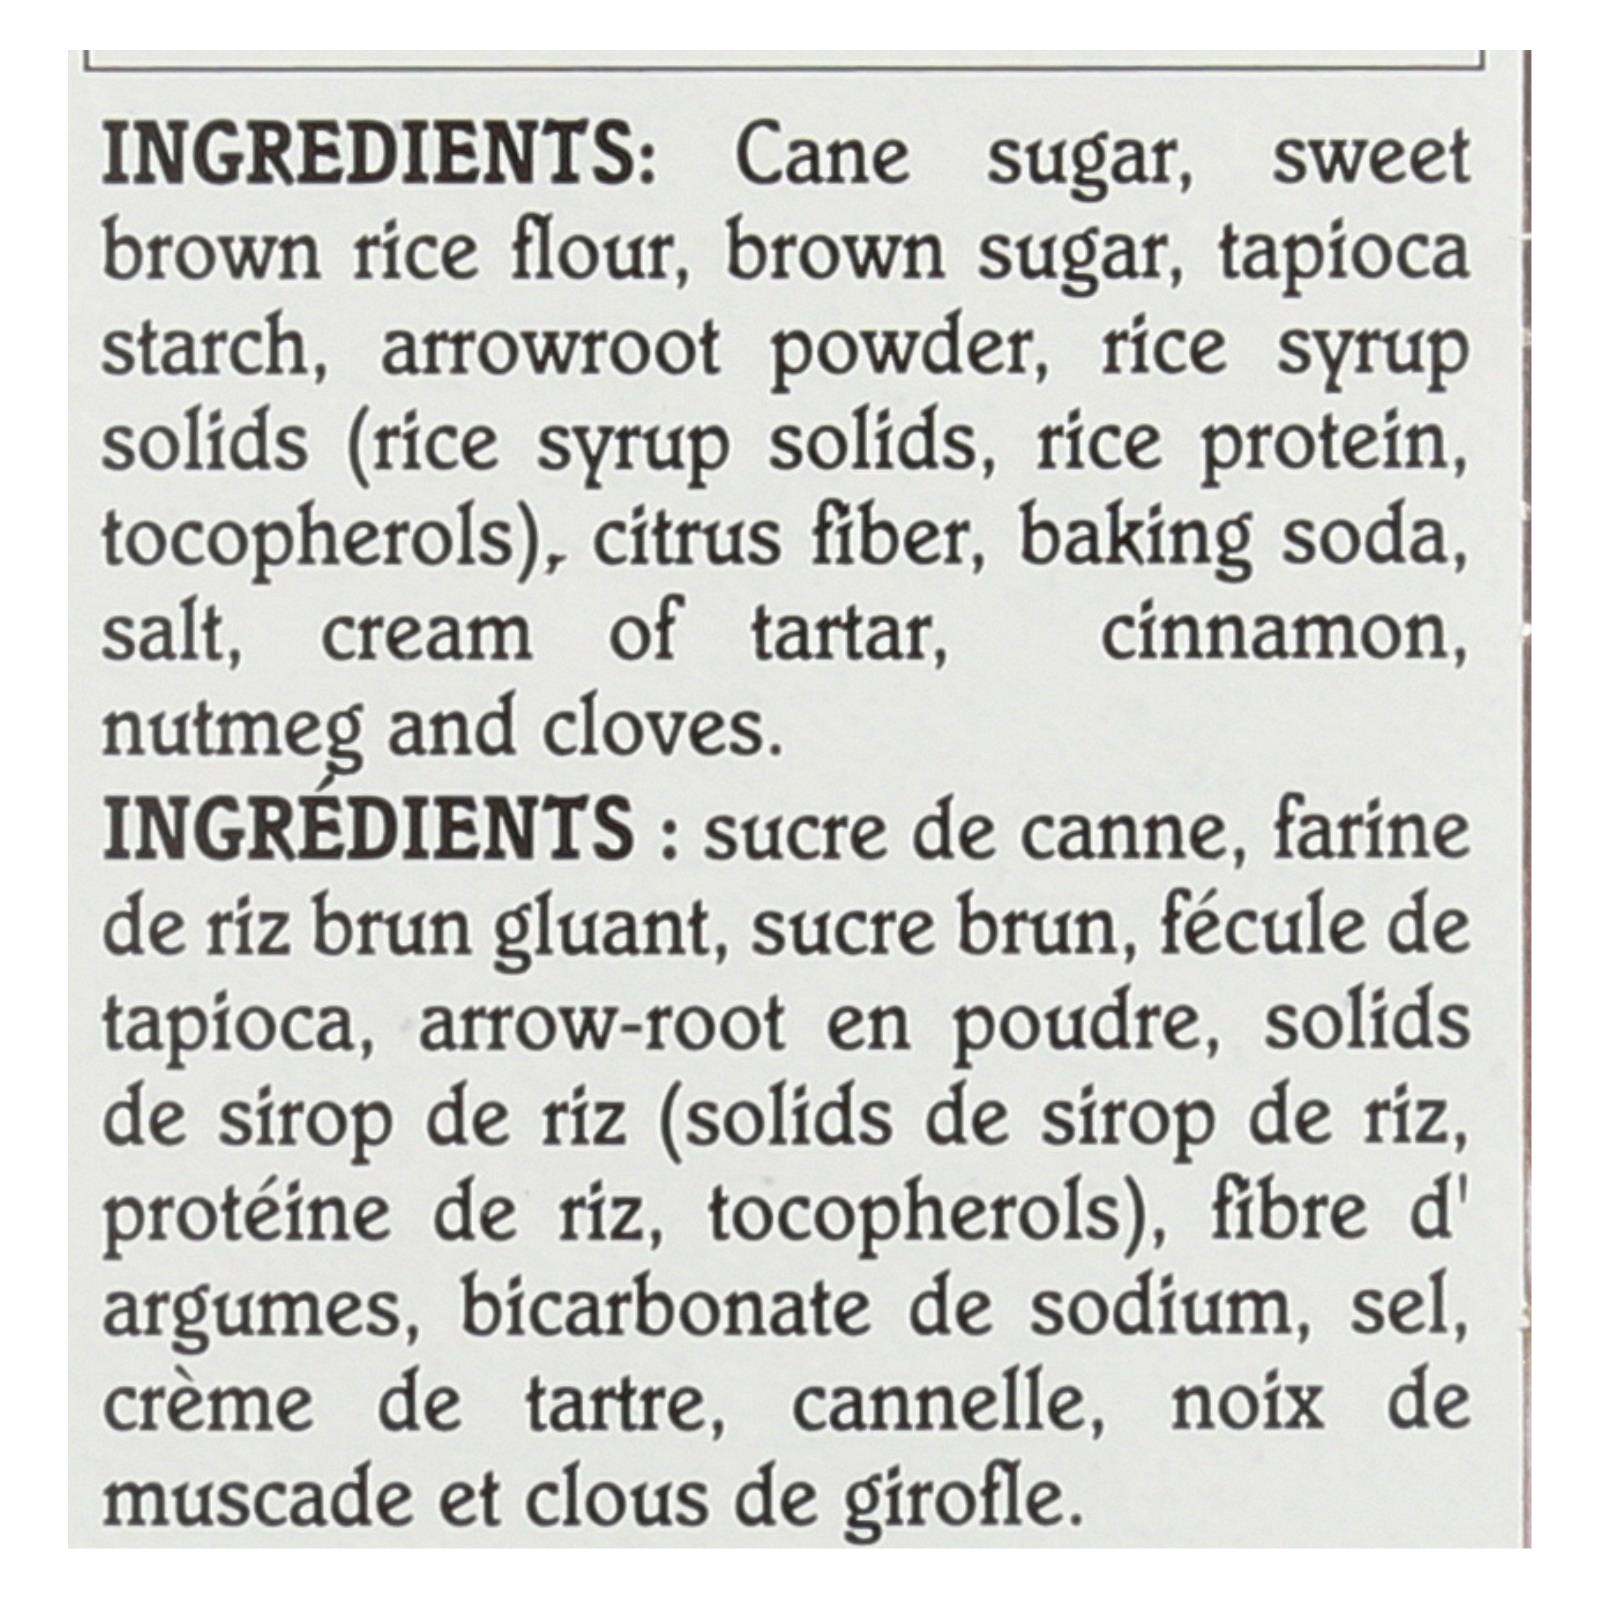 INGREDIENTS: Cane sugar, sweet
brown rice flour, brown sugar, tapioca
starch, arrowroot powder, rice syrup
solids (rice syrup solids, rice protein,
tocopherols), citrus fiber, baking soda,
salt, cream of tartar, cinnamon,
nutmeg and cloves.
INGRÉDIENTS : sucre de canne, farine
de riz brun gluant, sucre brun, fécule de
tapioca, arrow-root en poudre, solids
de sirop de riz (solids de sirop de riz,
protéine de riz, tocopherols), fibre d'
argumes, bicarbonate de sodium, sel,
crème de tartre, cannelle, noix de
muscade et clous de girofle.